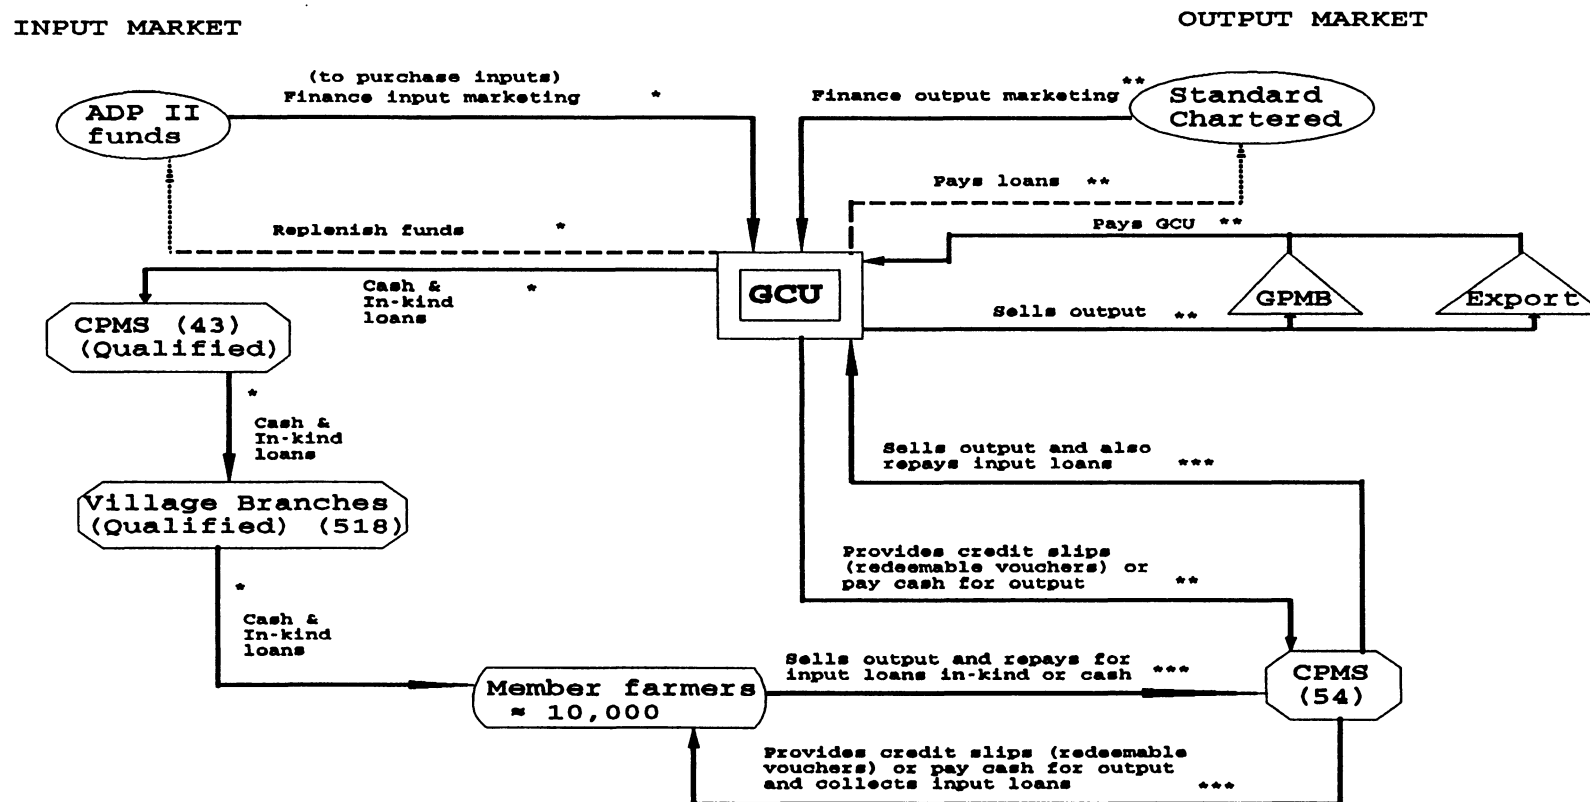 INPUT MARKET
OUTPUT MARKET
(to purchase inputs)
Finance input marketing *
ADP II
funds
Finance output marketing **
Standard
Chartered
Pays loans **
Replenish funds *
Pays GCU **
Cash &
In-kind
loans
*
GCU
GPMB
Export
Sells output **
CPMS (43)
(Qualified)
*
Cash &
In-kind
loans
Sells output and also
repays input loans ***
Village Branches
(Qualified) (518)
Provides credit slips
(redeemable vouchers) or
pay cash for output **
*
Cash &
In-kind
loans
Sells output and repays for
input loans in-kind or cash ***
Member farmers
≈ 10,000
CPMS
(54)
Provides credit slips (redeemable
vouchers) or pay cash for output
and collects input loans ***